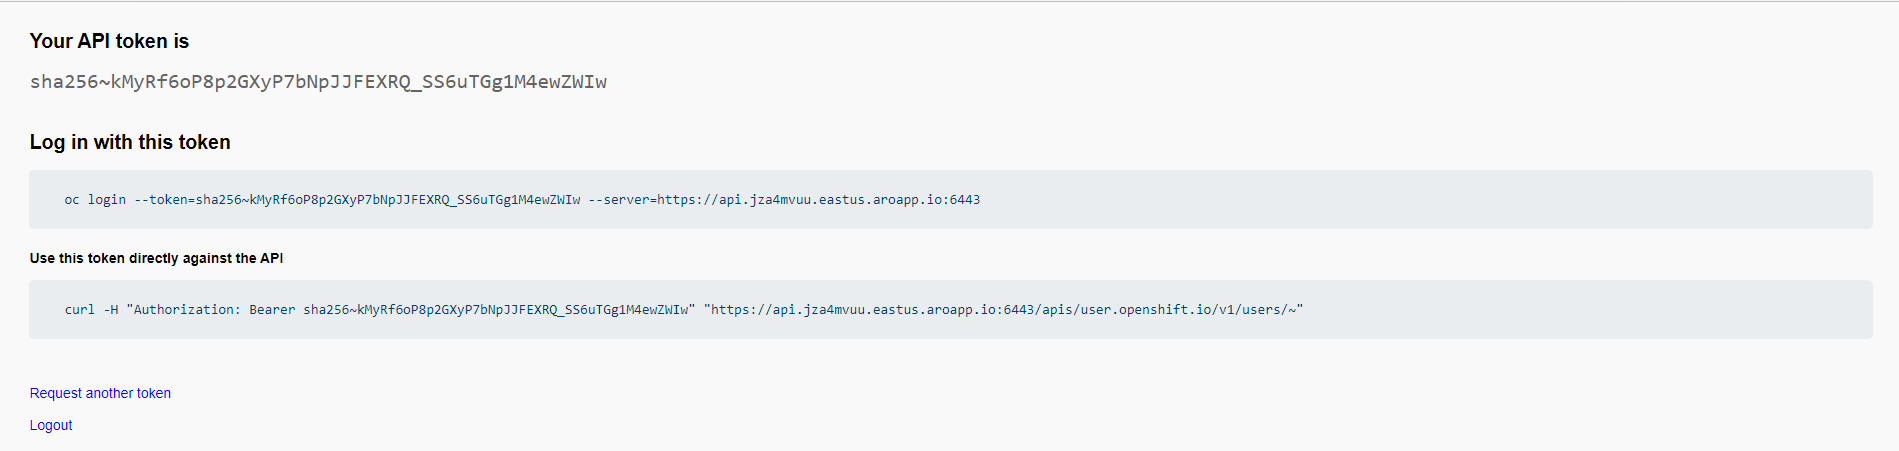 Your API token is
sha256~kMyRf6oP8p2GXyP7bNpJJFEXRQ_SS6uTGg1M4ewZWIw
Log in with this token
oc login --token=sha256~kMyRf6oP8p2GXyP7bNpJJFEXRQ_SS6uTGg1M4ewZWIw --server=https://api.jza4mvuu.eastus.aroapp.io:6443
Use this token directly against the API
curl -H "Authorization: Bearer sha256~kMyRf6oP8p2GXyP7bNpJJFEXRQ_SS6uTGg1M4ewZWIw" "https://api.jza4mvuu.eastus.aroapp.io:6443/apis/user.openshift.io/v1/users/~"
Request another token
Logout